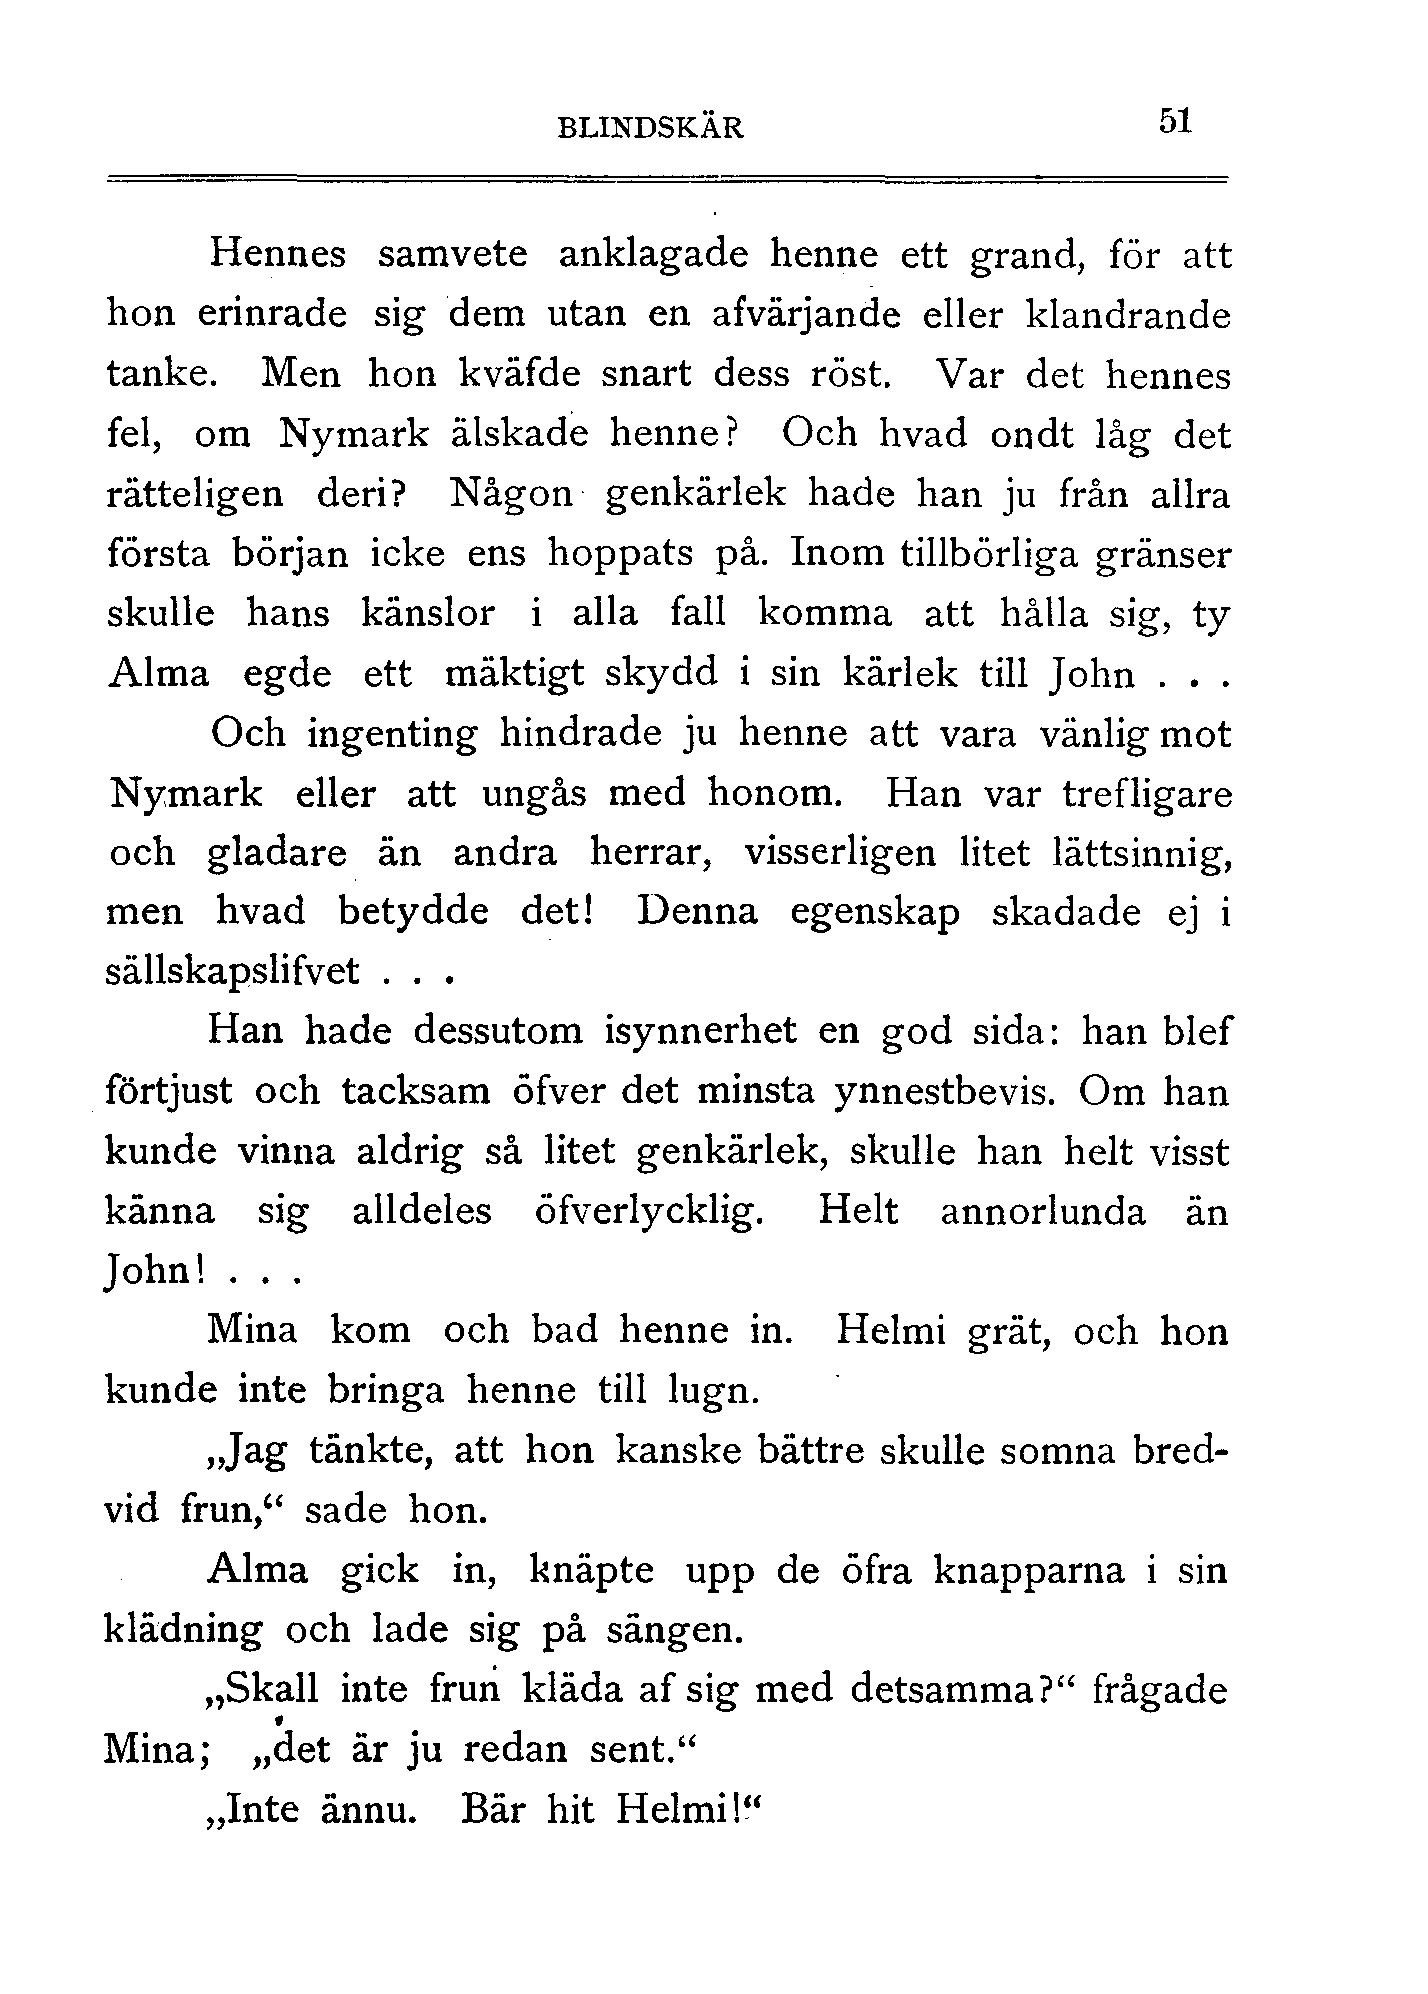 BLINDSKÄR 51
Hennes samvete anklagade henne ett grand, för att
hon erinrade sig dem utan en afvärjande eller klandrande
tanke. Men hon kväfde snart dess röst. Var det hennes
fel, om Nymark älskade henne? Och hvad ondt låg det
rätteligen deri? Någon genkärlek hade han ju från allra
första början icke ens hoppats på. Inom tillbörliga gränser
skulle hans känslor i alla fall komma att hålla sig, ty
Alma egde ett mäktigt skydd i sin kärlek till John . . .
Och ingenting hindrade ju henne att vara vänlig mot
Nymark eller att ungås med honom. Han var trefligare
och gladare än andra herrar, visserligen litet lättsinnig,
men hvad betydde det! Denna egenskap skadade ej i
sällskapslifvet . . .
Han hade dessutom isynnerhet en god sida: han blef
förtjust och tacksam öfver det minsta ynnestbevis. Om han
kunde vinna aldrig så litet genkärlek, skulle han helt visst
känna sig alldeles öfverlycklig. Helt annorlunda än
John! . . .
Mina kom och bad henne in. Helmi grät, och hon
kunde inte bringa henne till lugn.
„Jag tänkte, att hon kanske bättre skulle somna bred-
vid frun,“ sade hon.
Alma gick in, knäpte upp de öfra knapparna i sin
klädning och lade sig på sängen.
„Skall inte frun kläda af sig med detsamma?“ frågade
Mina; „det är ju redan sent.“
„Inte ännu. Bär hit Helmi!“